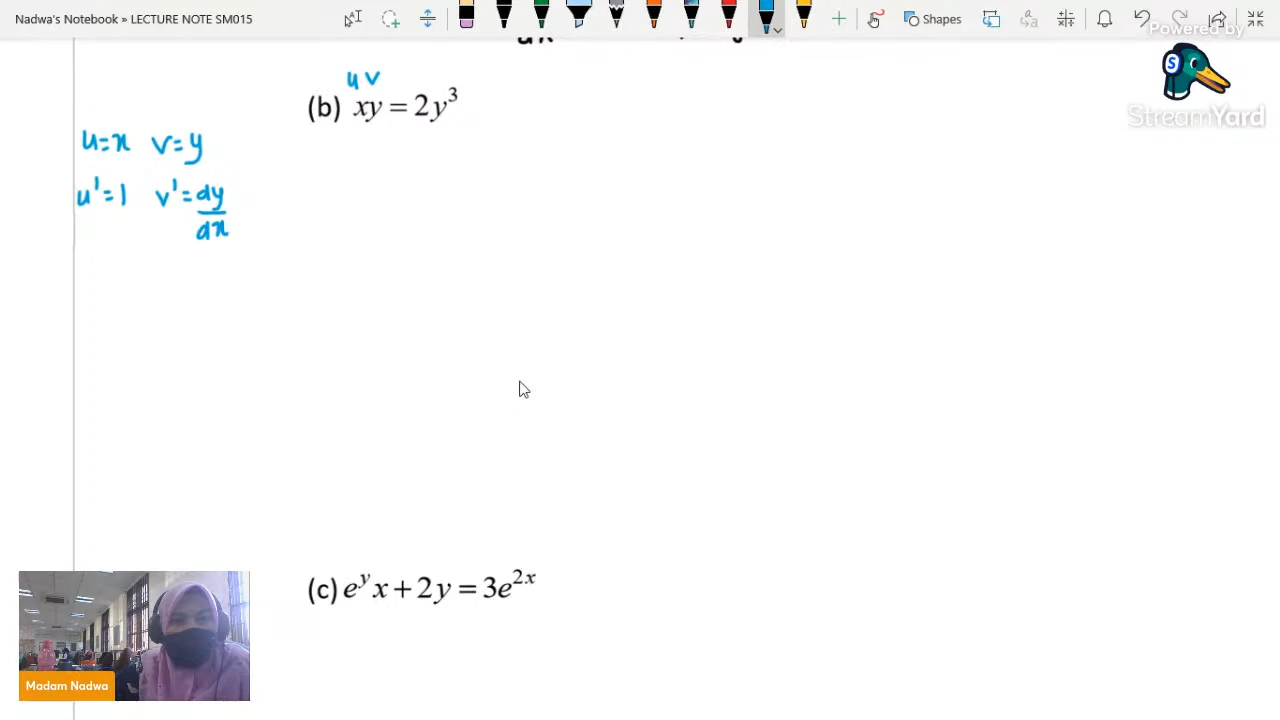 Nadwa's Notebook » LECTURE NOTE SM015
Shapes
Powered by
StreamYard
u v
(b) xy = 2y³
u=x v=y
u'=1 v'=dy/dx
(c) eʸx + 2y = 3e²ˣ
Madam Nadwa